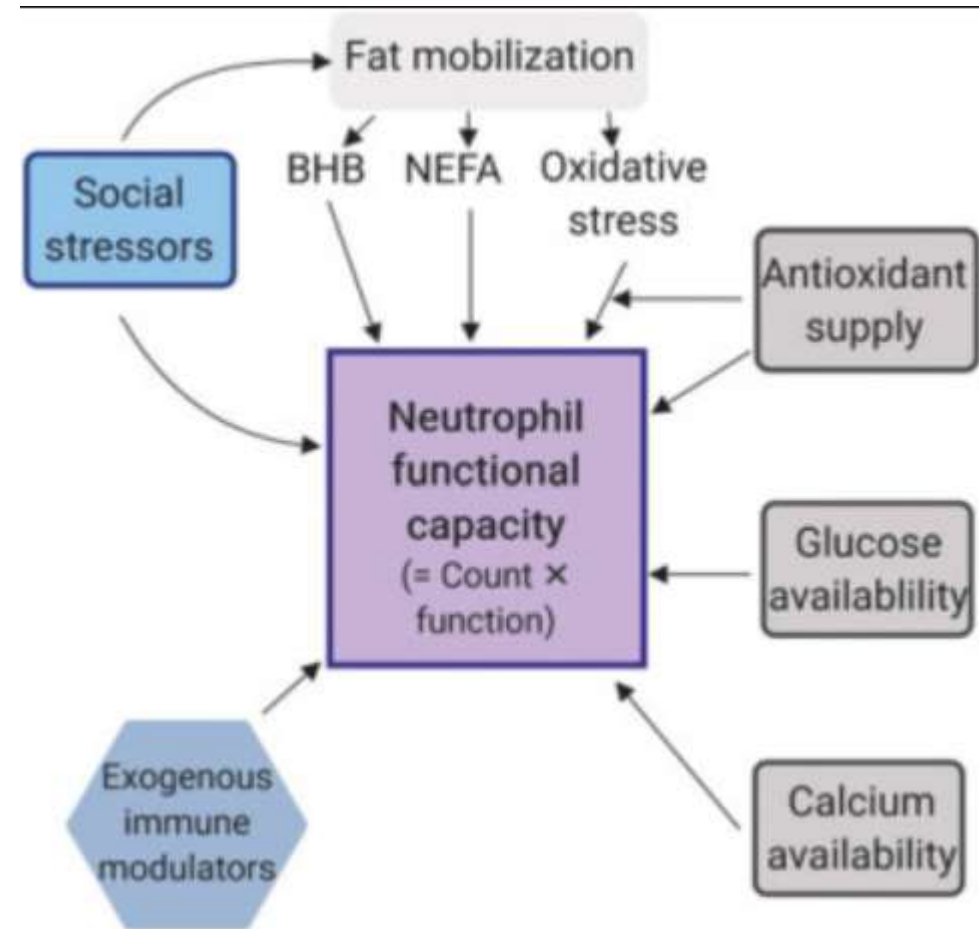 Fat mobilization
BHB NEFA Oxidative
stress
Social
stressors
Antioxidant
supply
Neutrophil
functional
capacity
(= Count ×
function)
Glucose
availablility
Exogenous
immune
modulators
Calcium
availability